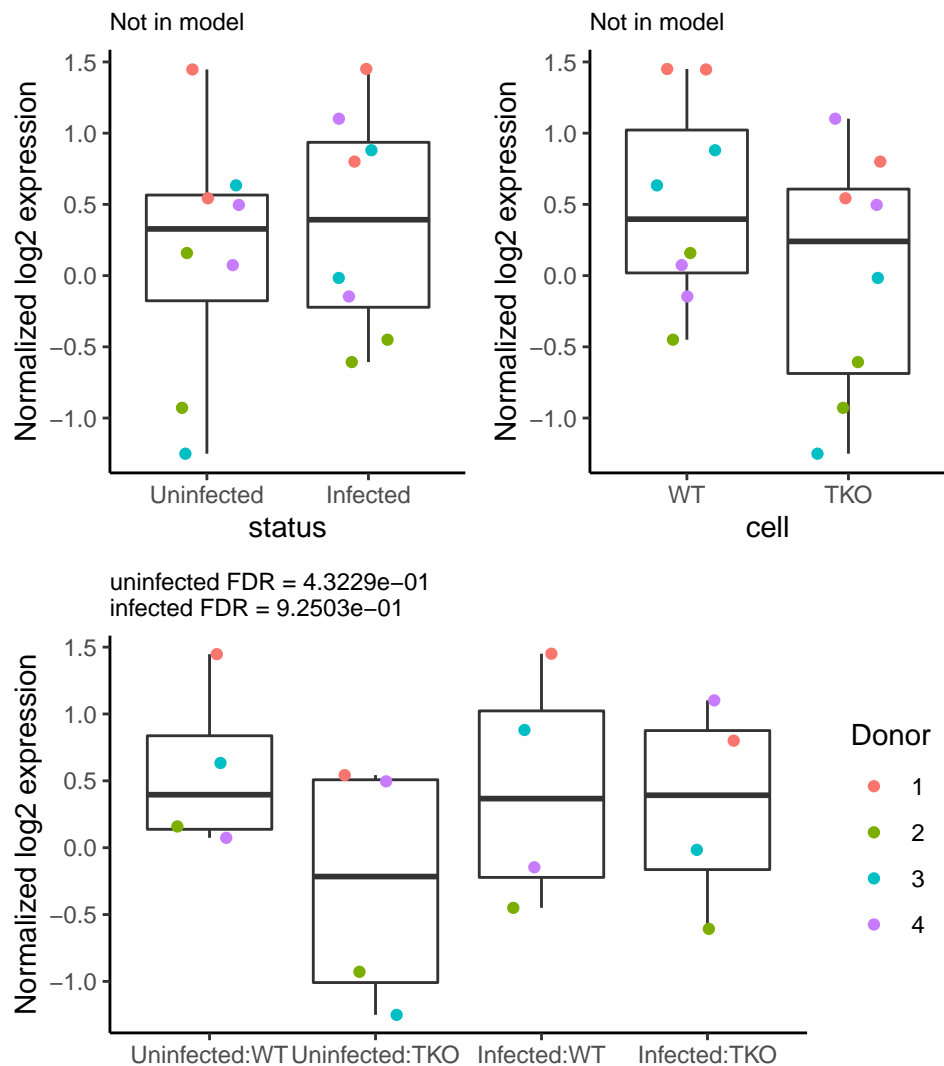 Not in model
Normalized log2 expression
1.5
1.0
0.5
0.0
−0.5
−1.0
Uninfected
Infected
status
Not in model
Normalized log2 expression
1.5
1.0
0.5
0.0
−0.5
−1.0
WT
TKO
cell
uninfected FDR = 4.3229e−01
infected FDR = 9.2503e−01
Normalized log2 expression
1.5
1.0
0.5
0.0
−0.5
−1.0
Uninfected:WT
Uninfected:TKO
Infected:WT
Infected:TKO
Donor
1
2
3
4